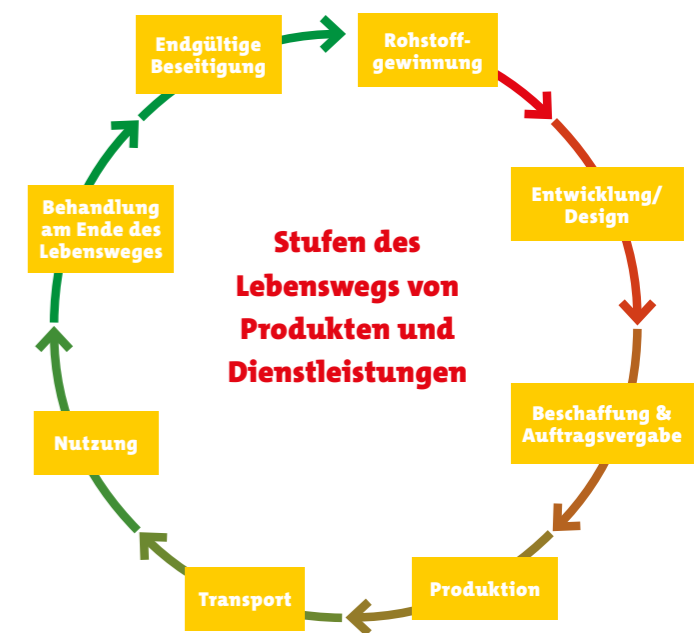 Stufen des
Lebenswegs von
Produkten und
Dienstleistungen
Rohstoff-
gewinnung
Entwicklung/
Design
Beschaffung &
Auftragsvergabe
Produktion
Transport
Nutzung
Behandlung
am Ende des
Lebensweges
Endgültige
Beseitigung